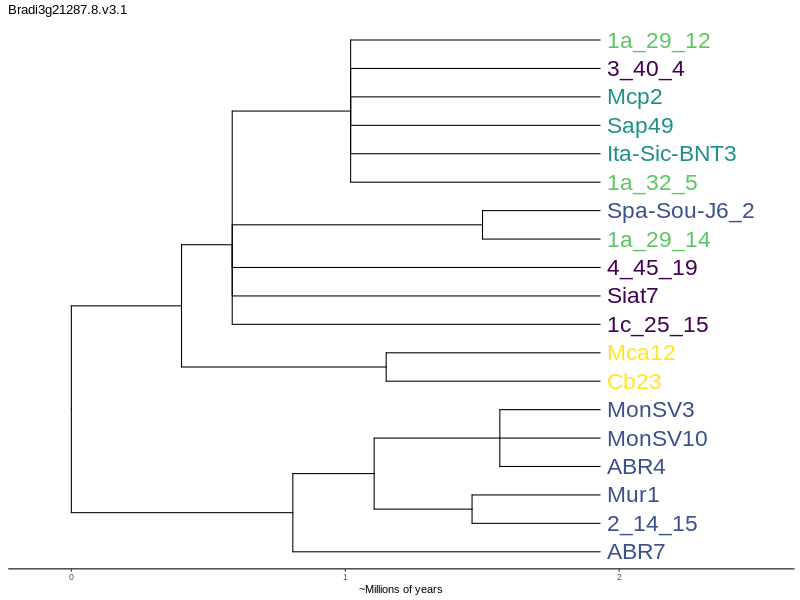 Bradi3g21287.8.v3.1
1a_29_12
3_40_4
Mcp2
Sap49
Ita-Sic-BNT3
1a_32_5
Spa-Sou-J6_2
1a_29_14
4_45_19
Siat7
1c_25_15
Mca12
Cb23
MonSV3
MonSV10
ABR4
Mur1
2_14_15
ABR7
0 1 2
~Millions of years